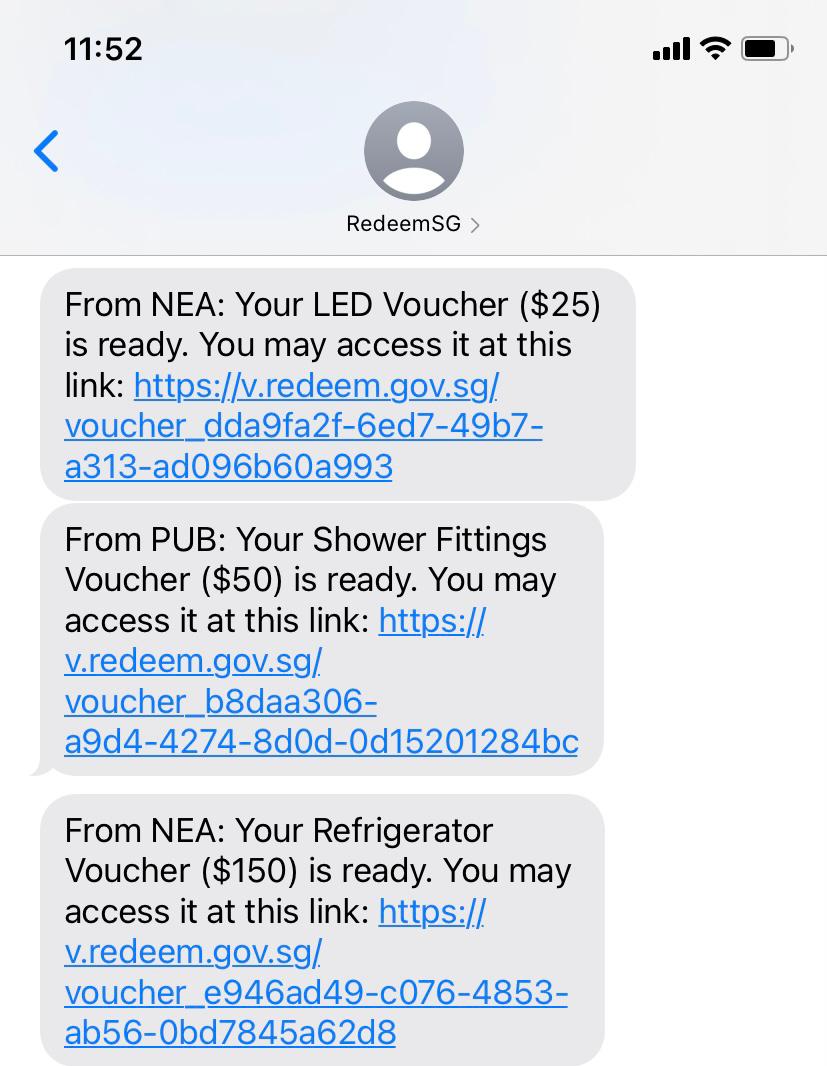 11:52
RedeemSG
From NEA: Your LED Voucher ($25)
is ready. You may access it at this
link: https://v.redeem.gov.sg/
voucher_dda9fa2f-6ed7-49b7-
a313-ad096b60a993
From PUB: Your Shower Fittings
Voucher ($50) is ready. You may
access it at this link: https://
v.redeem.gov.sg/
voucher_b8daa306-
a9d4-4274-8d0d-0d15201284bc
From NEA: Your Refrigerator
Voucher ($150) is ready. You may
access it at this link: https://
v.redeem.gov.sg/
voucher_e946ad49-c076-4853-
ab56-0bd7845a62d8